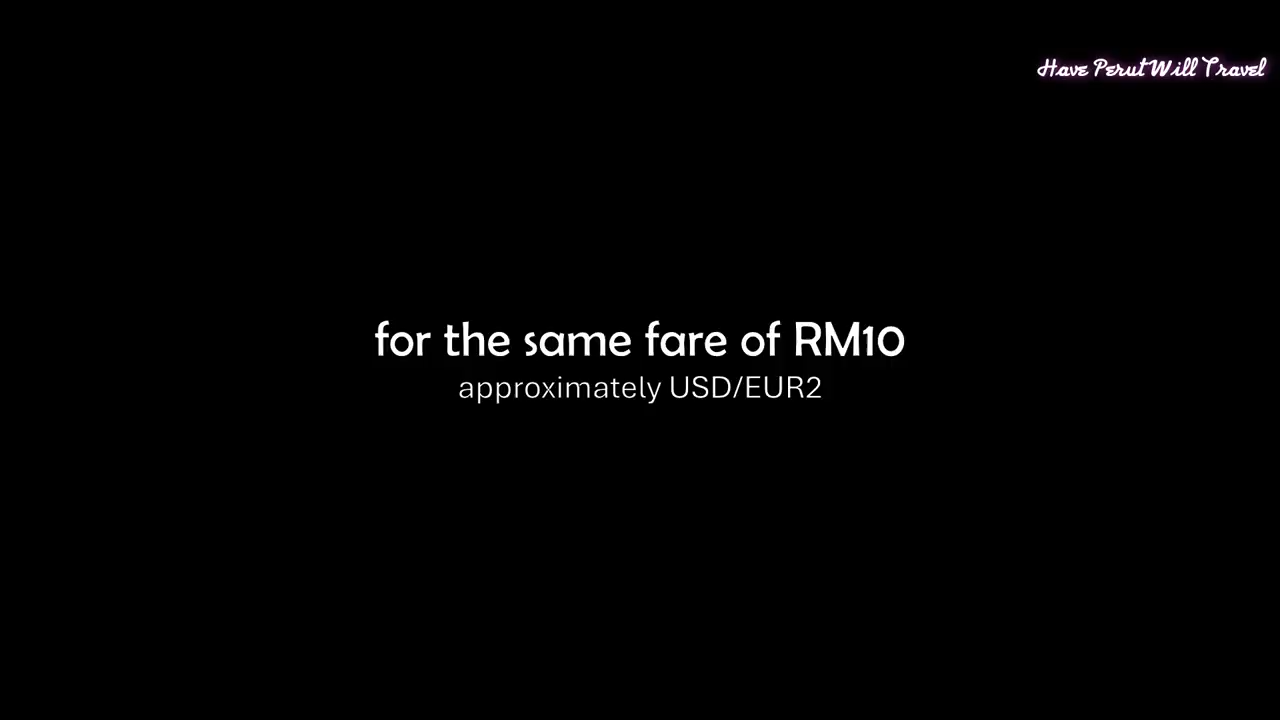 Have Perut Will Travel
for the same fare of RM10
approximately USD/EUR2